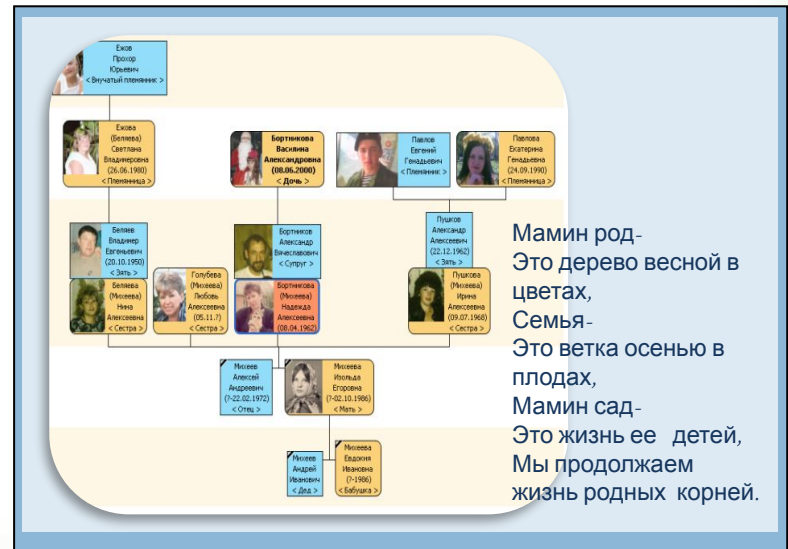 Ежов
Прохор
Юрьевич
< Внучатый племянник >
Ежова
(Беляева)
Светлана
Владимеровна
(26.06.1980)
< Племянница >
Бортникова
Василина
Александровна
(08.06.2000)
< Дочь >
Павлов
Евгений
Генадьевич
< Племянник >
Павлова
Екатерина
Генадьевна
(24.09.1990)
< Племянница >
Беляев
Владимер
Евгеньевич
(20.10.1950)
< Зять >
Бортников
Александр
Вячеславович
< Супруг >
Пушков
Александр
Алексеевич
(22.12.1962)
< Зять >
Беляева
(Михеева)
Нина
Алексеевна
< Сестра >
Голубева
(Михеева)
Любовь
Алексеевна
(05.11.?)
< Сестра >
Бортникова
(Михеева)
Надежда
Алексеевна
(08.04.1962)
Пушкова
(Михеева)
Ирина
Алексеевна
(09.07.1968)
< Сестра >
Михеев
Алексей
Андреевич
(?-22.02.1972)
< Отец >
Михеева
Изольда
Егоровна
(?-02.10.1986)
< Мать >
Михеев
Андрей
Иванович
< Дед >
Михеева
Евдокия
Ивановна
(?-1986)
< Бабушка >
Мамин род-
Это дерево весной в
цветах,
Семья-
Это ветка осенью в
плодах,
Мамин сад-
Это жизнь ее детей,
Мы продолжаем
жизнь родных корней.